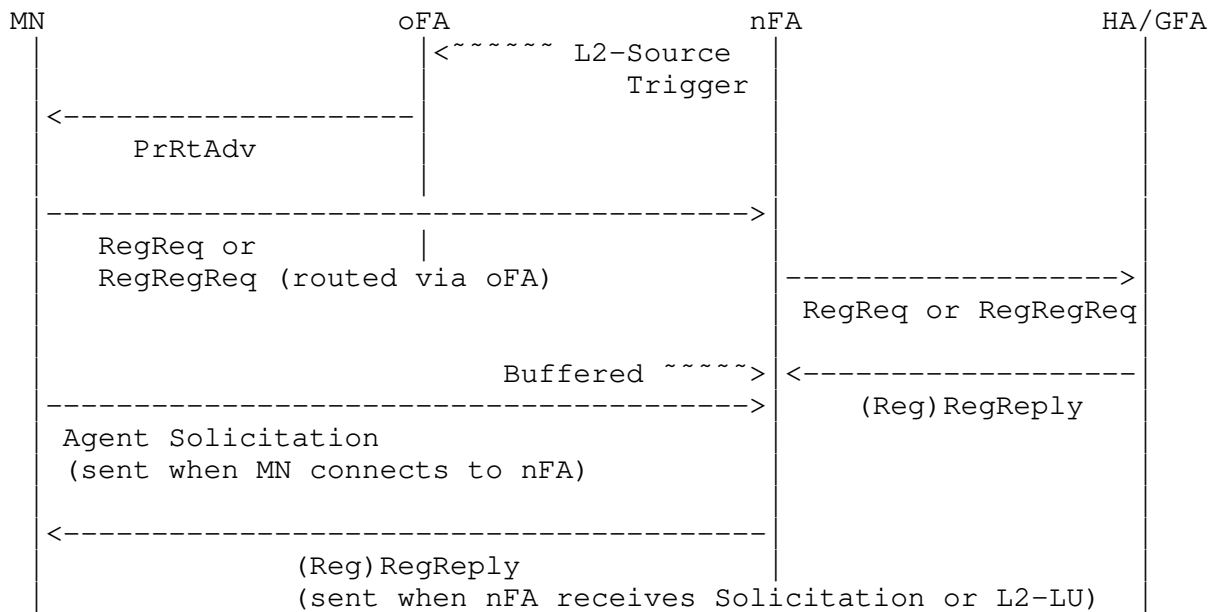 MN oFA nFA HA/GFA
L2-Source
Trigger
PrRtAdv
RegReq or
RegRegReq (routed via oFA)
RegReq or RegRegReq
Buffered
(Reg)RegReply
Agent Solicitation
(sent when MN connects to nFA)
(Reg)RegReply
(sent when nFA receives Solicitation or L2-LU)